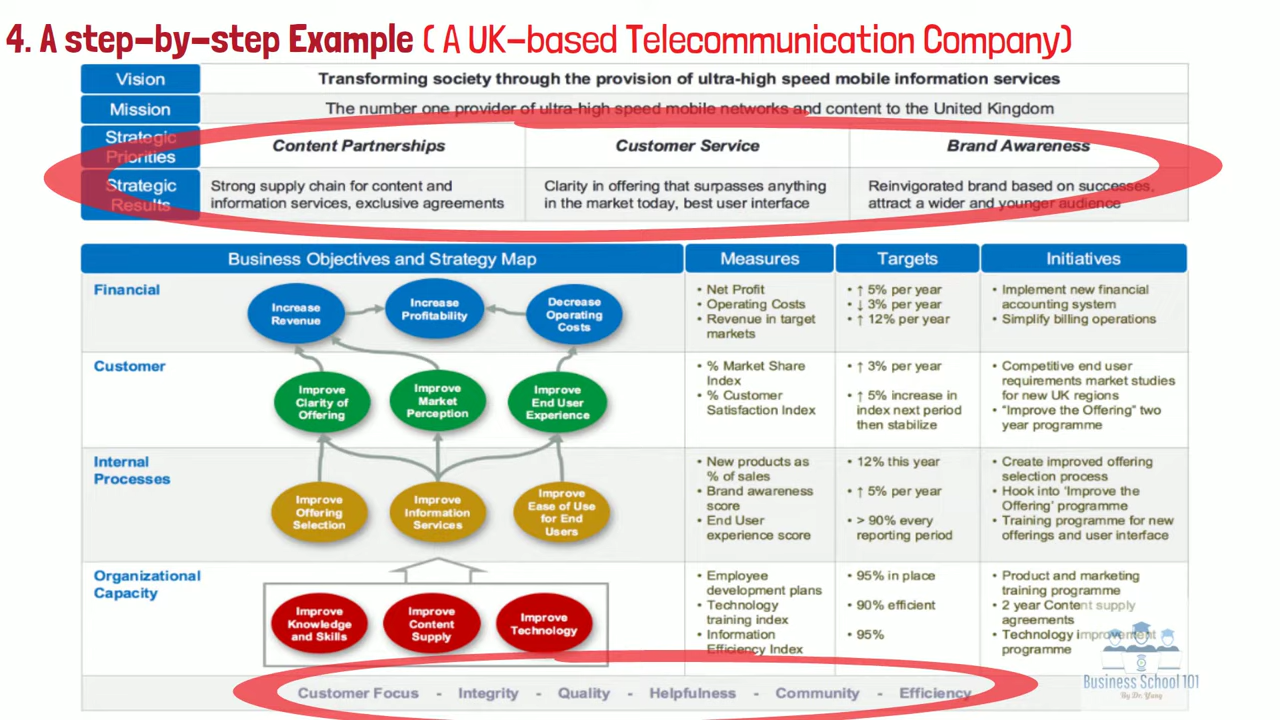 4. A step-by-step Example ( A UK-based Telecommunication Company)
Vision
Transforming society through the provision of ultra-high speed mobile information services
Mission
The number one provider of ultra-high speed mobile networks and content to the United Kingdom
Strategic
Priorities
Content Partnerships
Customer Service
Brand Awareness
Strategic
Results
Strong supply chain for content and
information services, exclusive agreements
Clarity in offering that surpasses anything
in the market today, best user interface
Reinvigorated brand based on successes,
attract a wider and younger audience
Business Objectives and Strategy Map
Measures
Targets
Initiatives
Financial
Increase
Revenue
Increase
Profitability
Decrease
Operating
Costs
• Net Profit
• Operating Costs
• Revenue in target
markets
• ↑ 5% per year
• ↓ 3% per year
• ↑ 12% per year
• Implement new financial
accounting system
• Simplify billing operations
Customer
Improve
Clarity of
Offering
Improve
Market
Perception
Improve
End User
Experience
• % Market Share
Index
• % Customer
Satisfaction Index
• ↑ 3% per year
• ↑ 5% increase in
index next period
then stabilize
• Competitive end user
requirements market studies
for new UK regions
• "Improve the Offering" two
year programme
Internal
Processes
Improve
Offering
Selection
Improve
Information
Services
Improve
Ease of Use
for End
Users
• New products as
% of sales
• Brand awareness
score
• End User
experience score
• 12% this year
• ↑ 5% per year
• > 90% every
reporting period
• Create improved offering
selection process
• Hook into 'Improve the
Offering' programme
• Training programme for new
offerings and user interface
Organizational
Capacity
Improve
Knowledge
and Skills
Improve
Content
Supply
Improve
Technology
• Employee
development plans
• Technology
training index
• Information
Efficiency Index
• 95% in place
• 90% efficient
• 95%
• Product and marketing
training programme
• 2 year Content supply
agreements
• Technology improvement
programme
Customer Focus - Integrity - Quality - Helpfulness - Community - Efficiency
Business School 101
By Dr. Yang